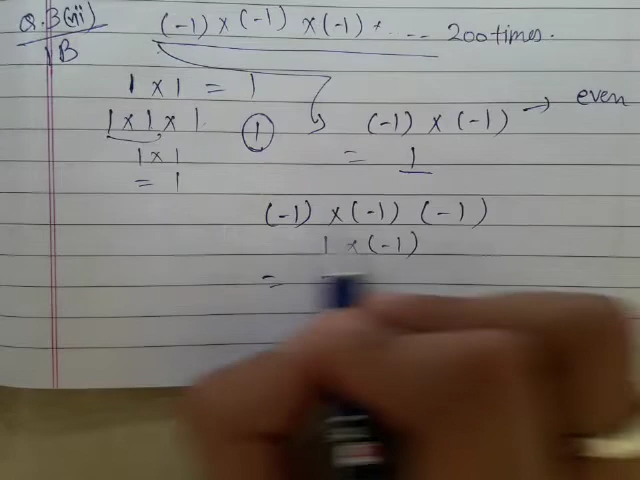 Q.3(vii) (-1) × (-1) × (-1) + .... 200 times.
1B
1 × 1 = 1
1 × 1 × 1 1 (-1) × (-1) → even
1 × 1 = 1
= 1
(-1) × (-1) (-1)
1 × (-1)
=